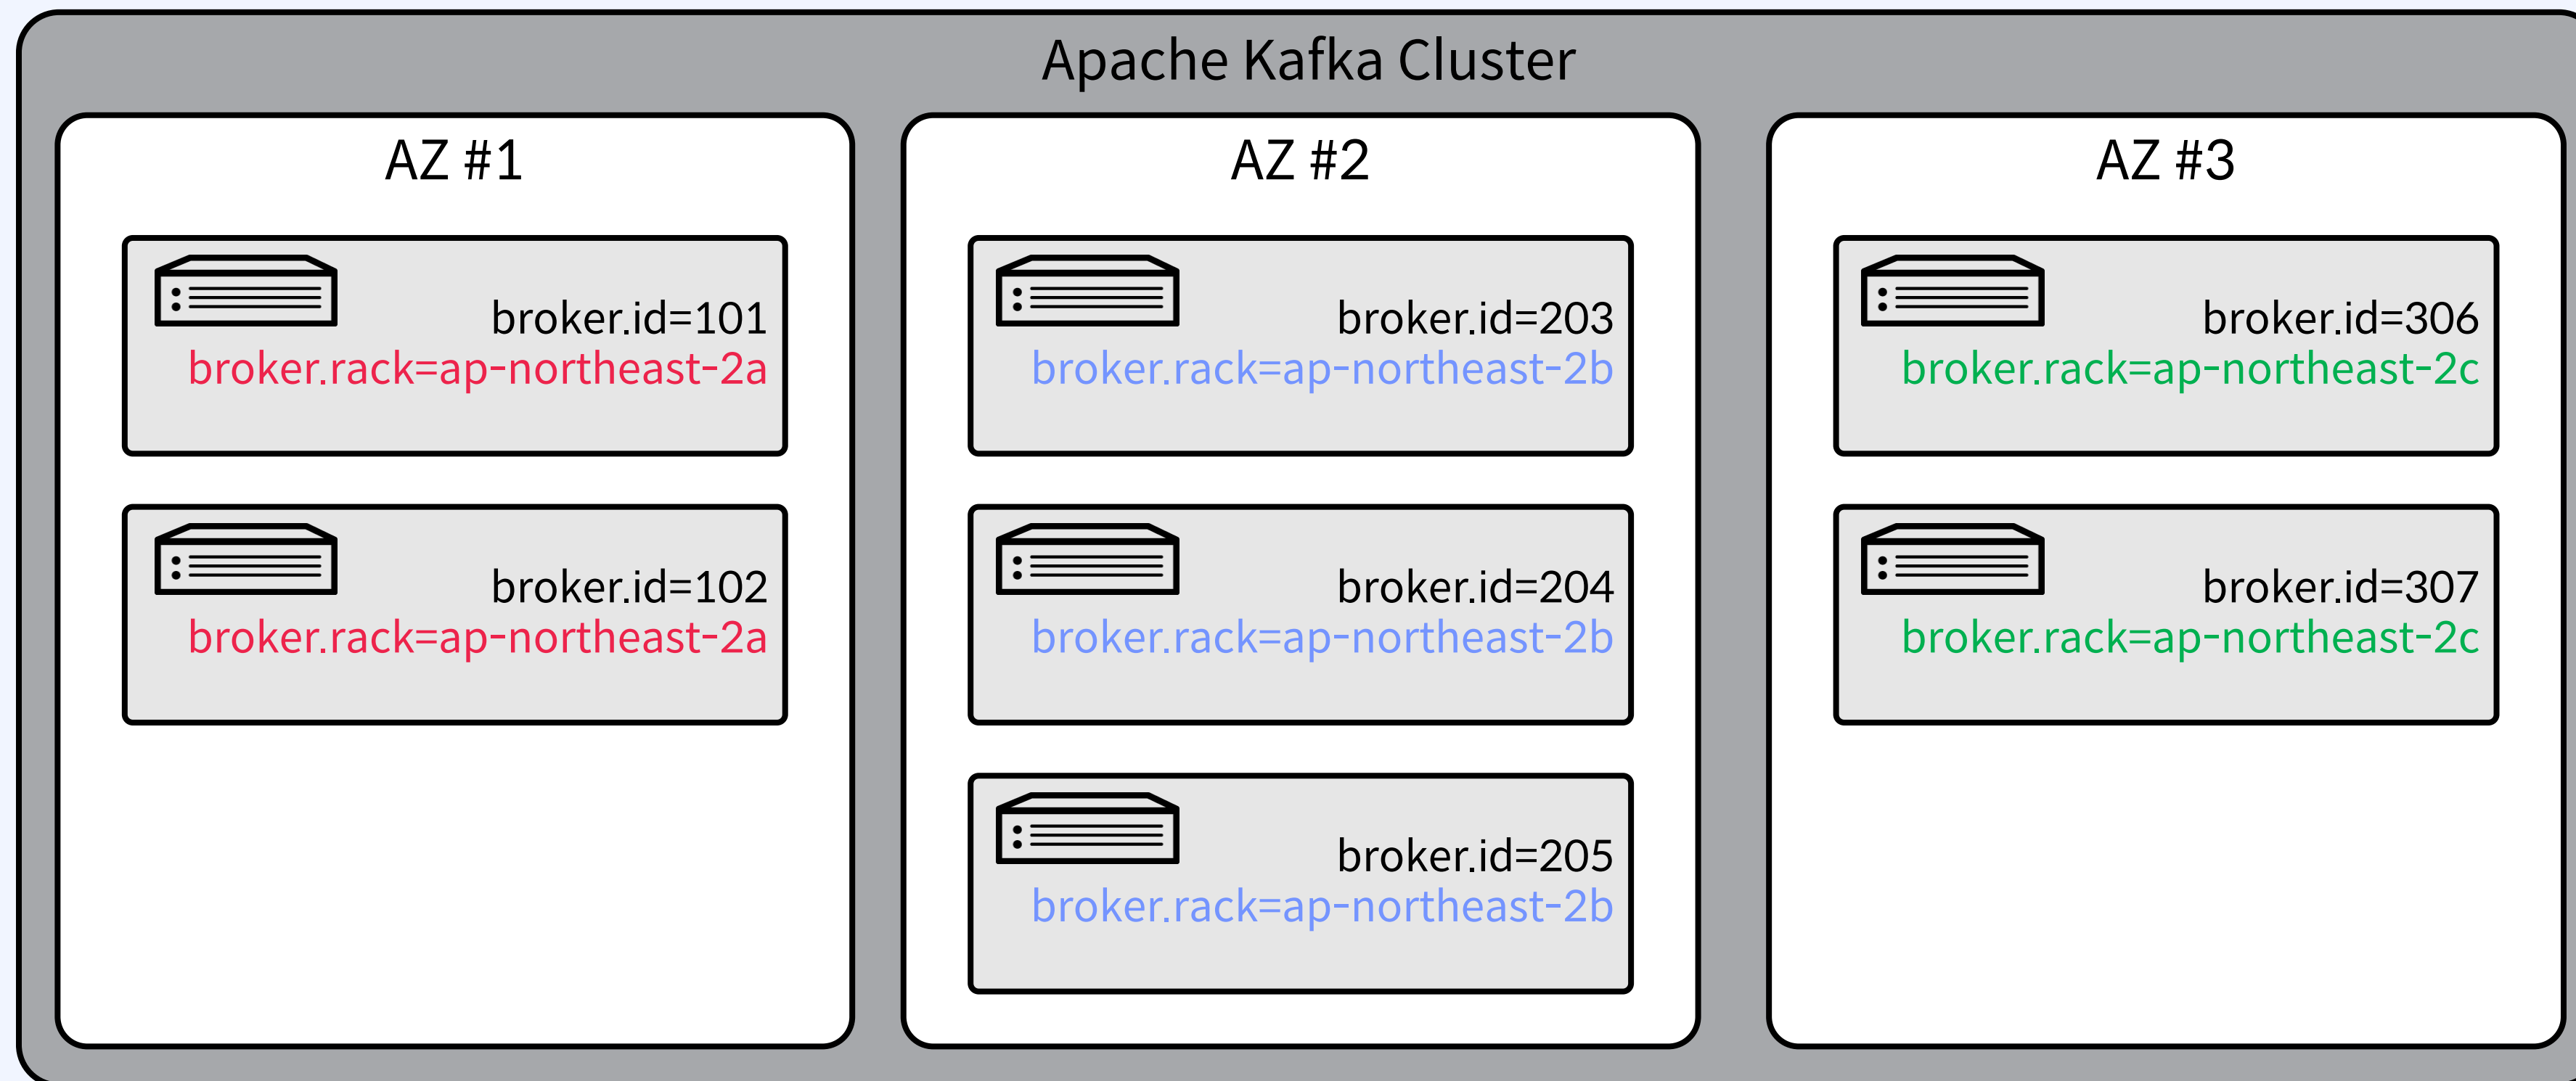 Apache Kafka Cluster
AZ #1
broker.id=101
broker.rack=ap-northeast-2a
broker.id=102
broker.rack=ap-northeast-2a
AZ #2
broker.id=203
broker.rack=ap-northeast-2b
broker.id=204
broker.rack=ap-northeast-2b
broker.id=205
broker.rack=ap-northeast-2b
AZ #3
broker.id=306
broker.rack=ap-northeast-2c
broker.id=307
broker.rack=ap-northeast-2c